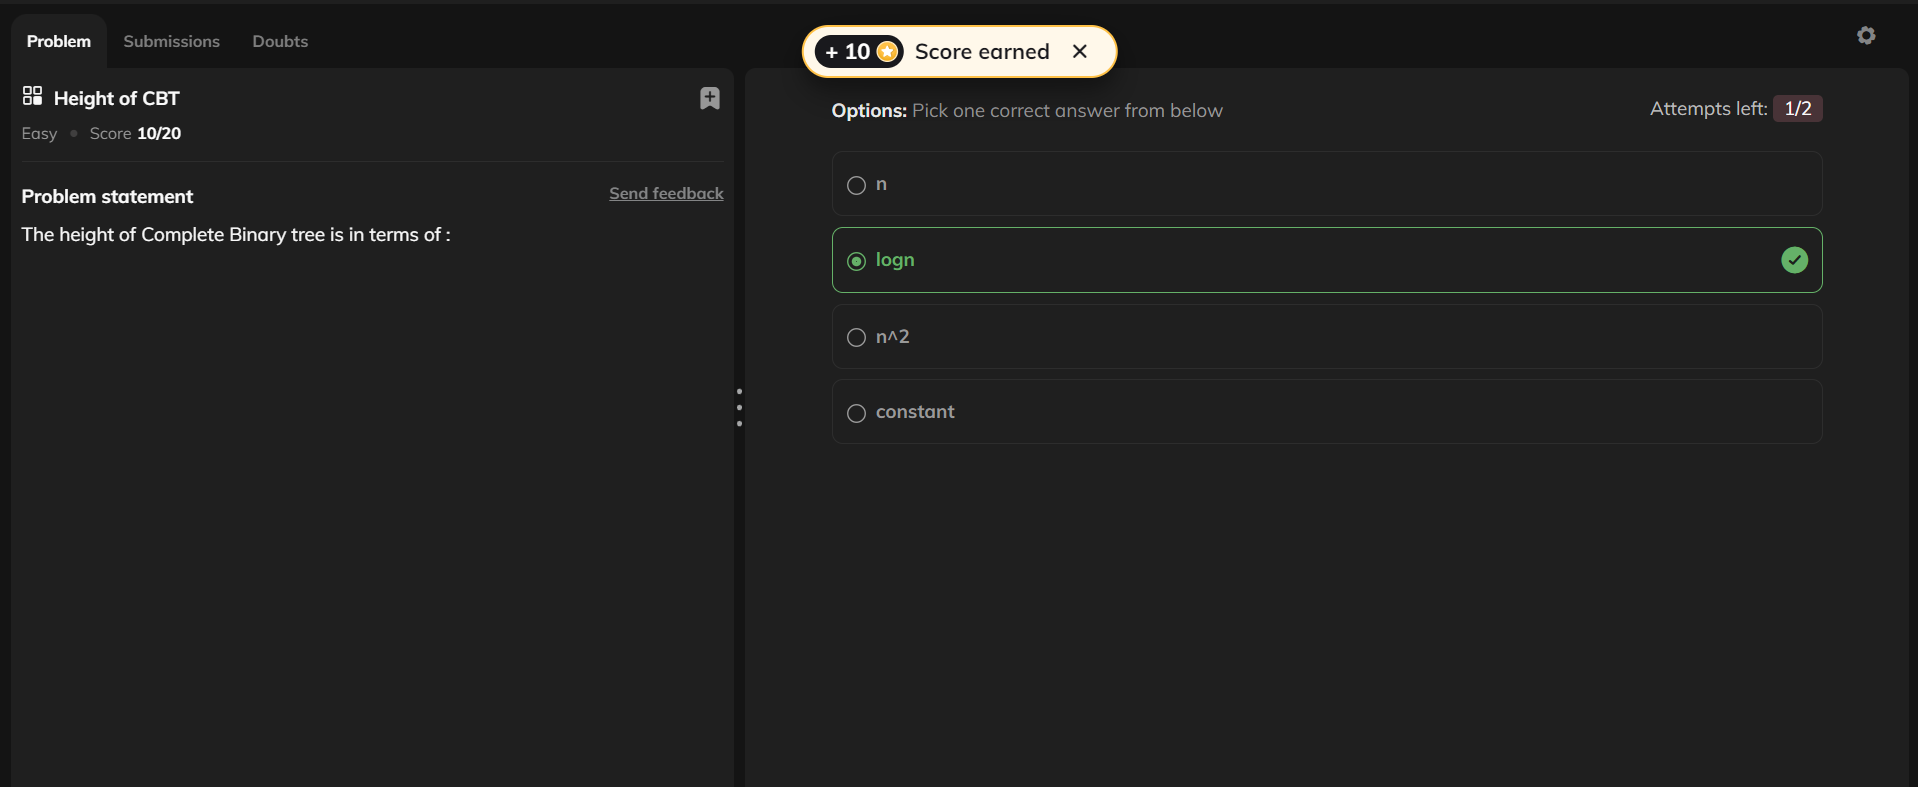 Problem Submissions Doubts
+ 10 Score earned
Height of CBT
Easy • Score 10/20
Problem statement
Send feedback
The height of Complete Binary tree is in terms of :
Options: Pick one correct answer from below
Attempts left: 1/2
n
logn
n^2
constant